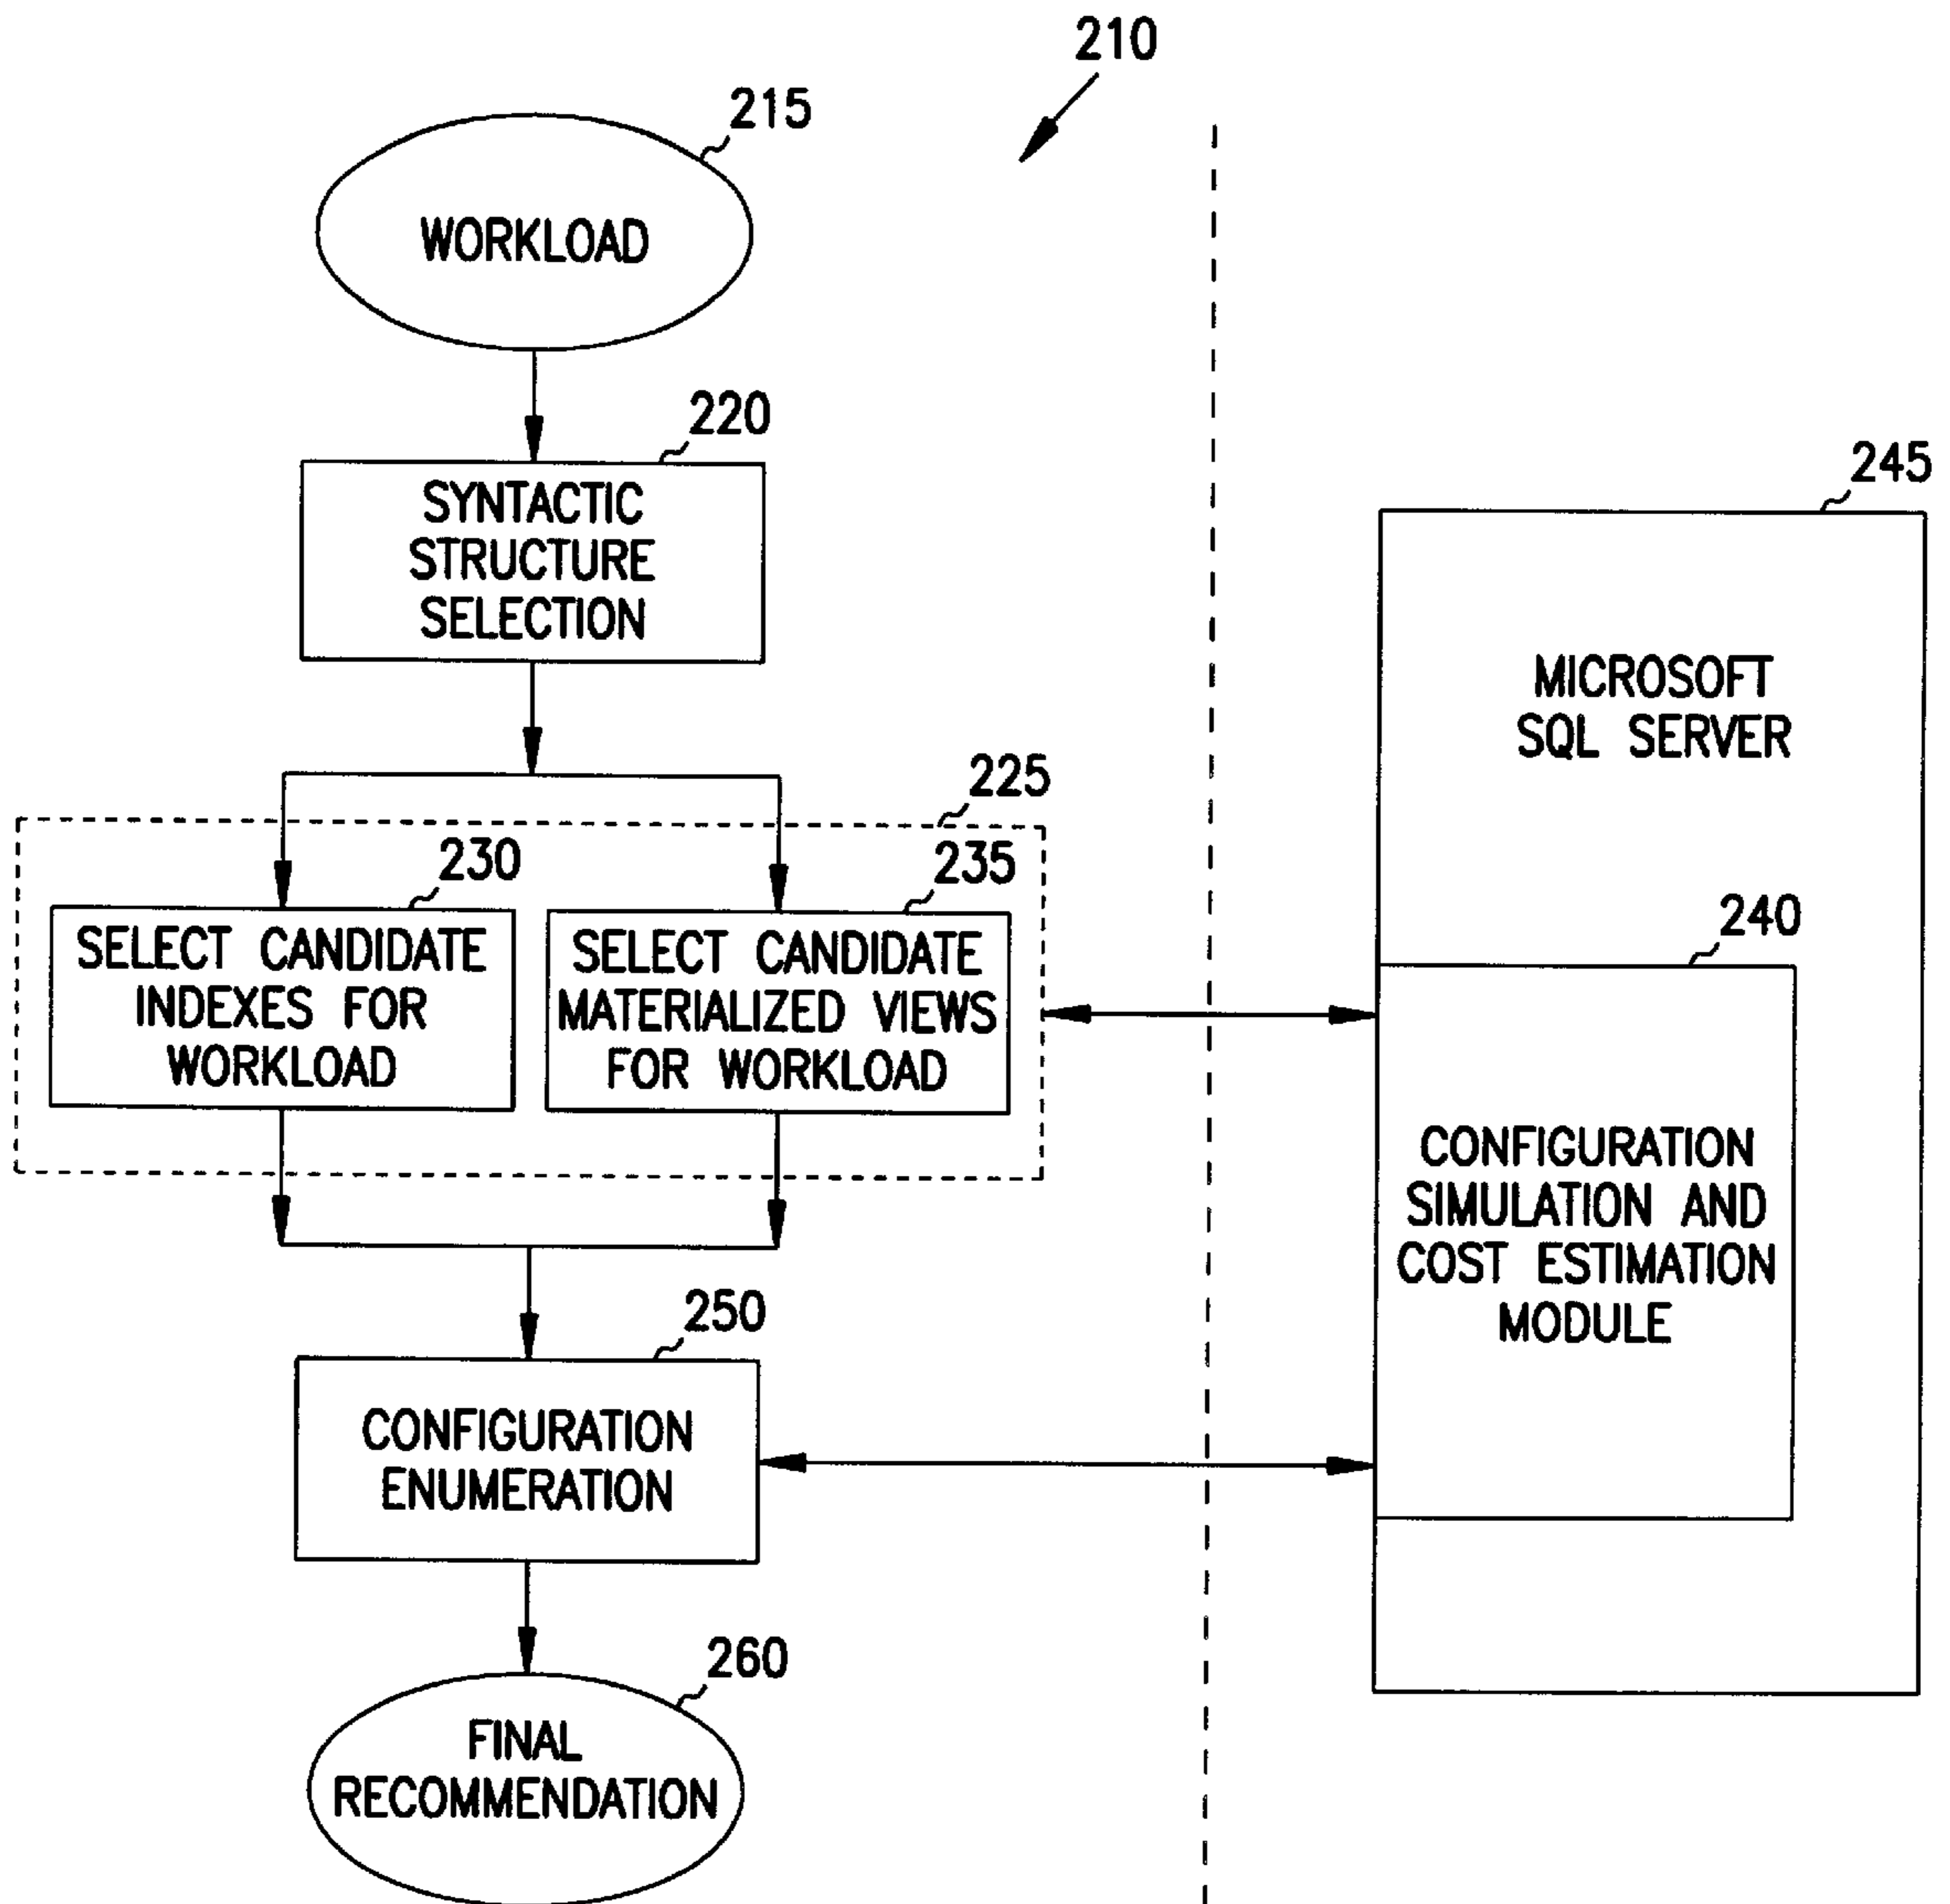 210
215
WORKLOAD
220
SYNTACTIC
STRUCTURE
SELECTION
245
MICROSOFT
SQL SERVER
225
230
SELECT CANDIDATE
INDEXES FOR
WORKLOAD
235
SELECT CANDIDATE
MATERIALIZED VIEWS
FOR WORKLOAD
240
CONFIGURATION
SIMULATION AND
COST ESTIMATION
MODULE
250
CONFIGURATION
ENUMERATION
260
FINAL
RECOMMENDATION